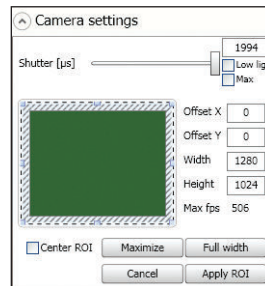 Camera settings
1994
Shutter [µs]
Low
Max
Offset X 0
Offset Y 0
Width 1280
Height 1024
Max fps 506
Center ROI Maximize Full width
Cancel Apply ROI